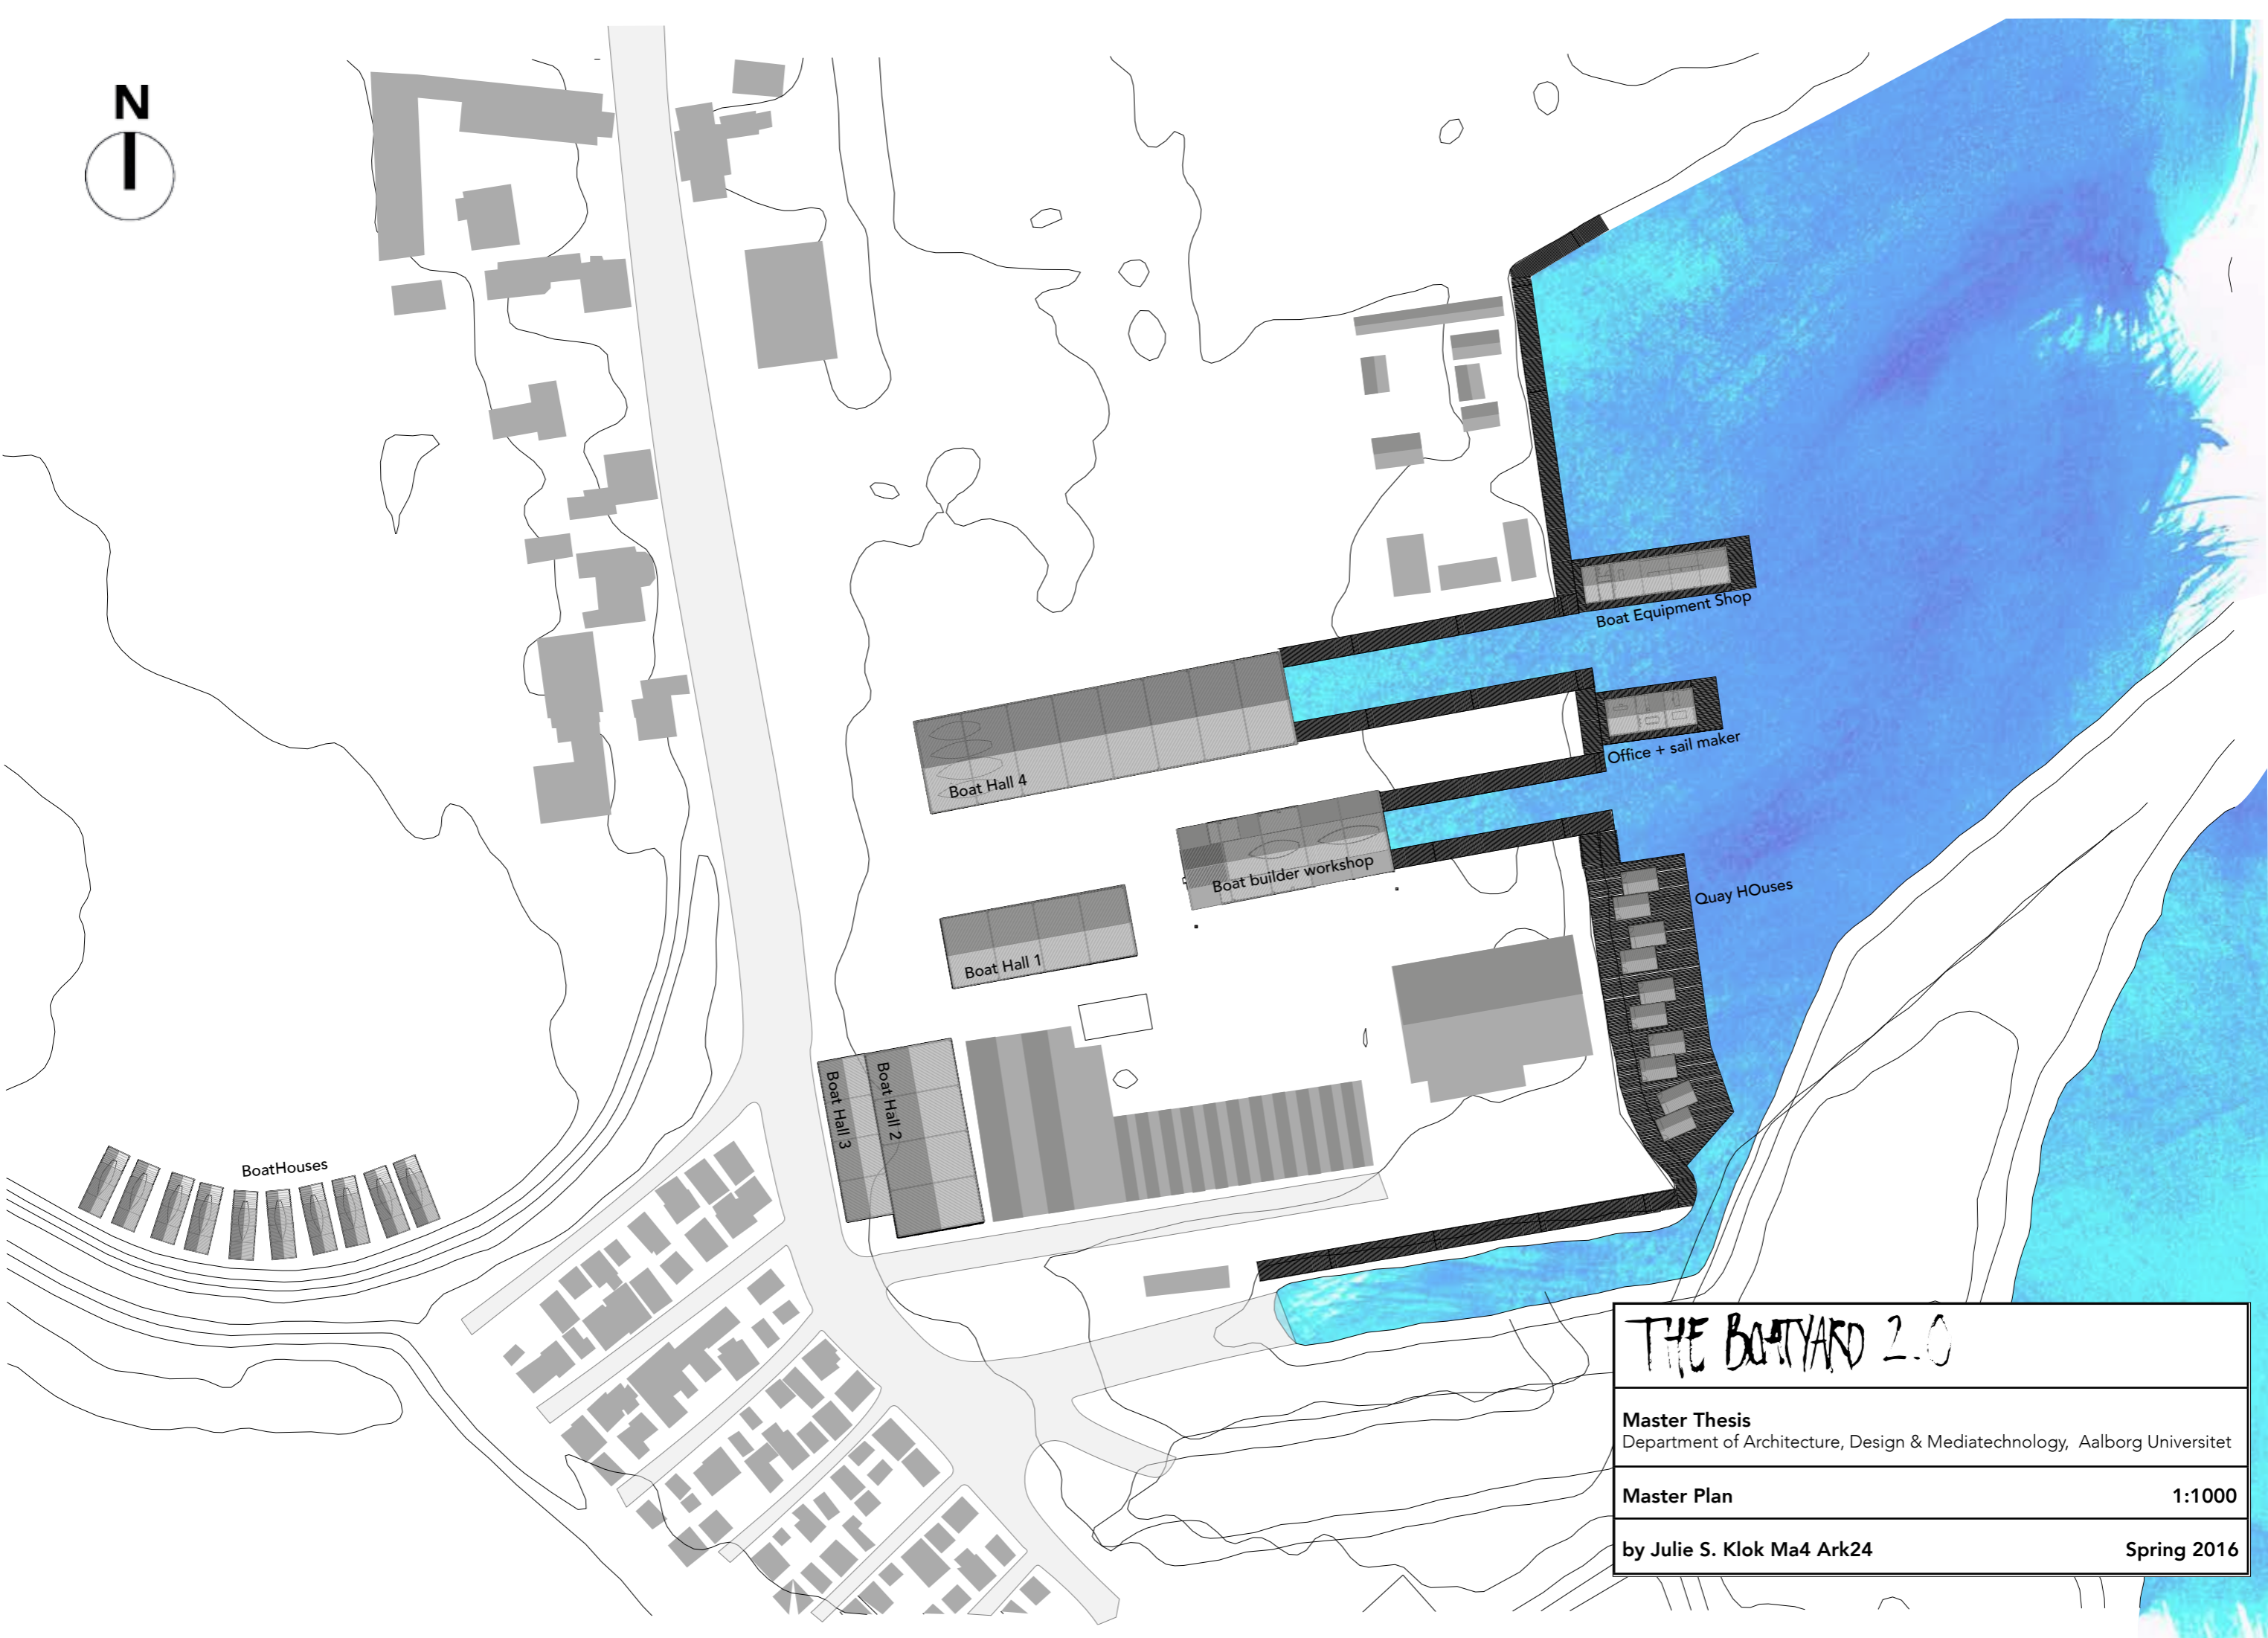 N
Boat Equipment Shop
Office + sail maker
Boat Hall 4
Boat builder workshop
Quay HOuses
Boat Hall 1
Boat Hall 3
Boat Hall 2
BoatHouses
THE BOATYARD 2.0
Master Thesis
Department of Architecture, Design & Mediatechnology, Aalborg Universitet
Master Plan 1:1000
by Julie S. Klok Ma4 Ark24 Spring 2016